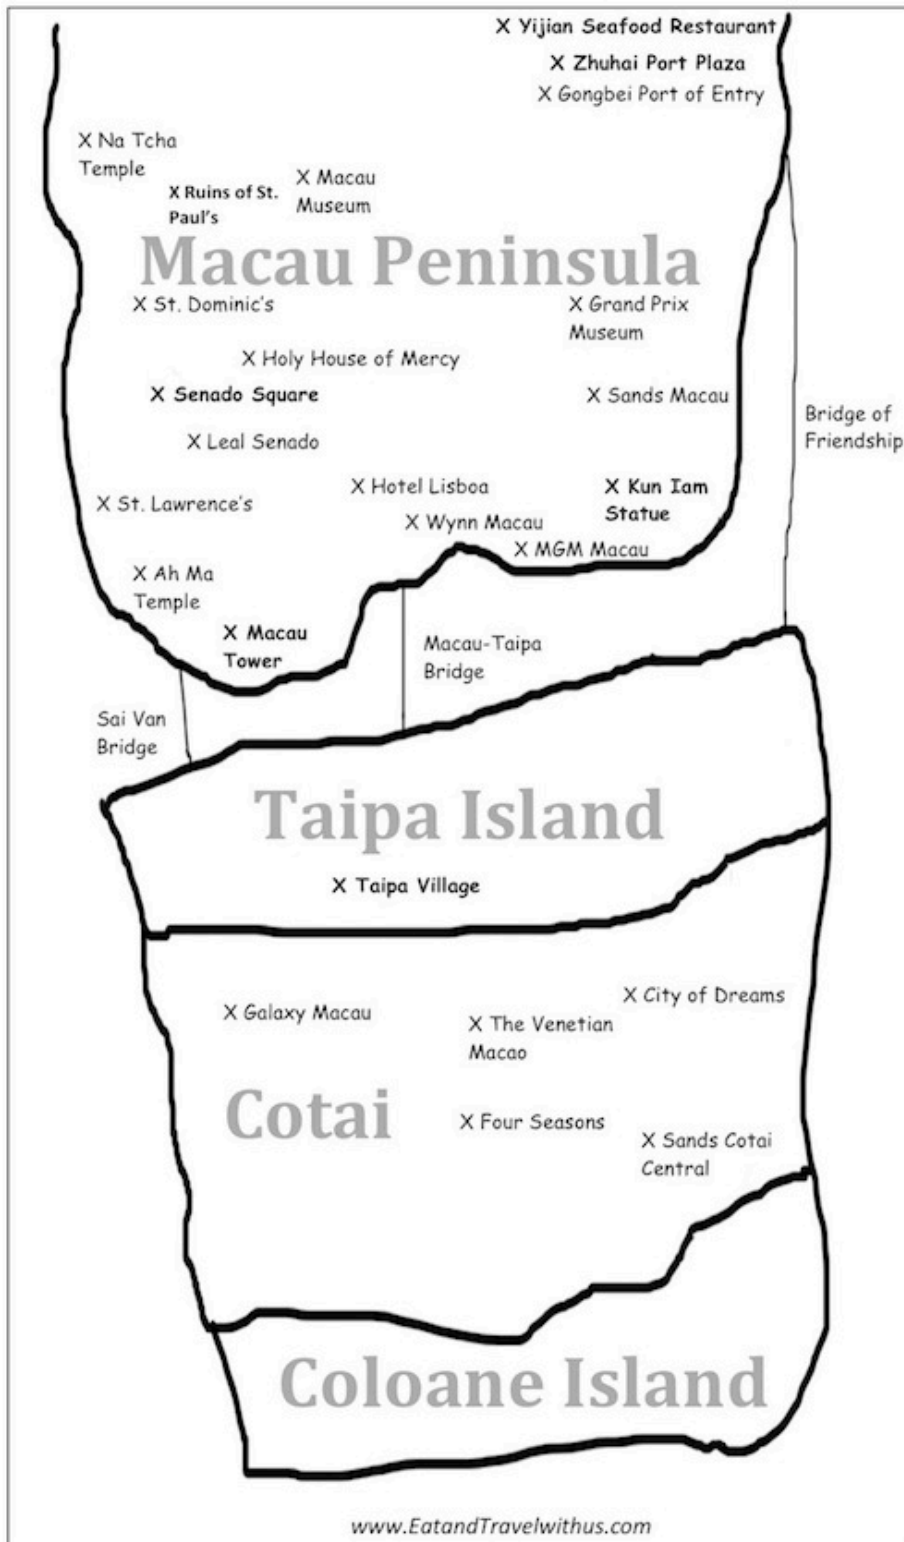 X Yijian Seafood Restaurant
X Zhuhai Port Plaza
X Gongbei Port of Entry
X Na Tcha
Temple
X Macau
Museum
X Ruins of St.
Paul's
Macau Peninsula
X St. Dominic's
X Grand Prix
Museum
X Holy House of Mercy
X Senado Square
X Sands Macau
Bridge of
Friendship
X Leal Senado
X Hotel Lisboa
X Kun Iam
Statue
X St. Lawrence's
X Wynn Macau
X MGM Macau
X Ah Ma
Temple
X Macau
Tower
Macau-Taipa
Bridge
Sai Van
Bridge
Taipa Island
X Taipa Village
X City of Dreams
X Galaxy Macau
X The Venetian
Macao
Cotai
X Four Seasons
X Sands Cotai
Central
Coloane Island
www.EatandTravelwithus.com